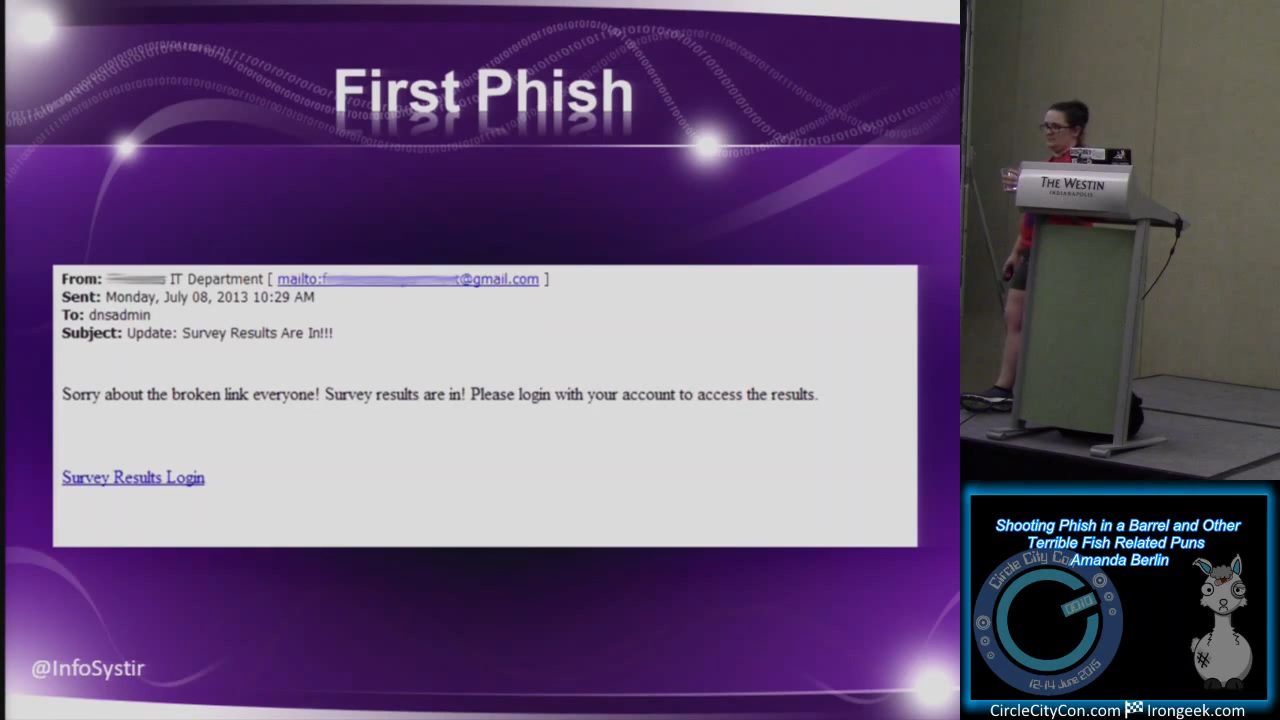 First Phish
From: IT Department [ mailto:f @gmail.com ]
Sent: Monday, July 08, 2013 10:29 AM
To: dnsadmin
Subject: Update: Survey Results Are In!!!
Sorry about the broken link everyone! Survey results are in! Please login with your account to access the results.
Survey Results Login
@InfoSystir
THE WESTIN
INDIANAPOLIS
Shooting Phish in a Barrel and Other
Terrible Fish Related Puns
Amanda Berlin
Circle City Con
12-14 June 2015
CircleCityCon.com Irongeek.com